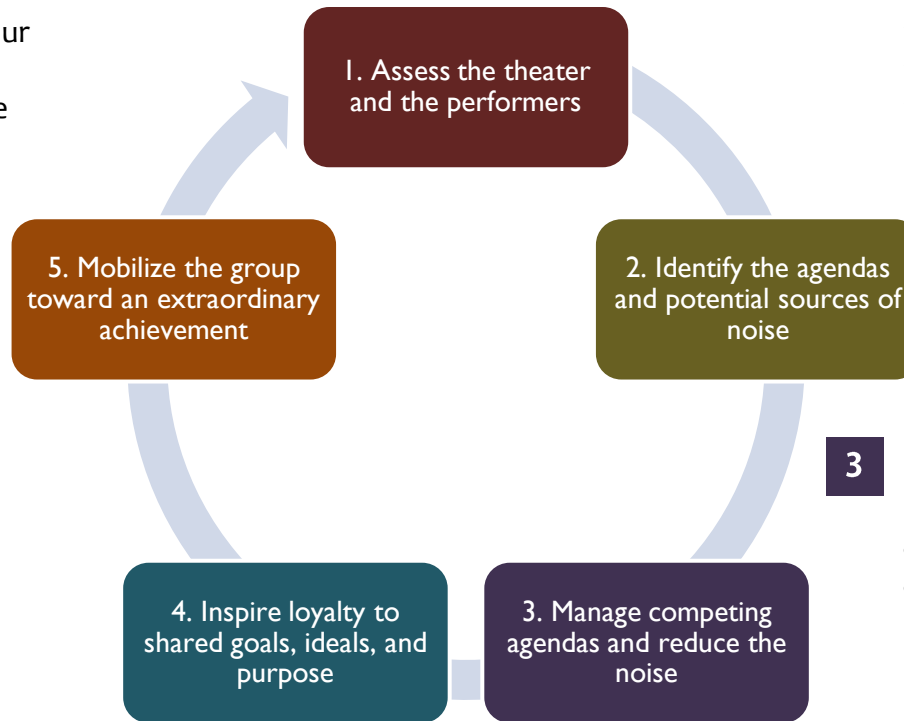 ur
e
1. Assess the theater
and the performers
2. Identify the agendas
and potential sources of
noise
3
3. Manage competing
agendas and reduce the
noise
4. Inspire loyalty to
shared goals, ideals, and
purpose
5. Mobilize the group
toward an extraordinary
achievement